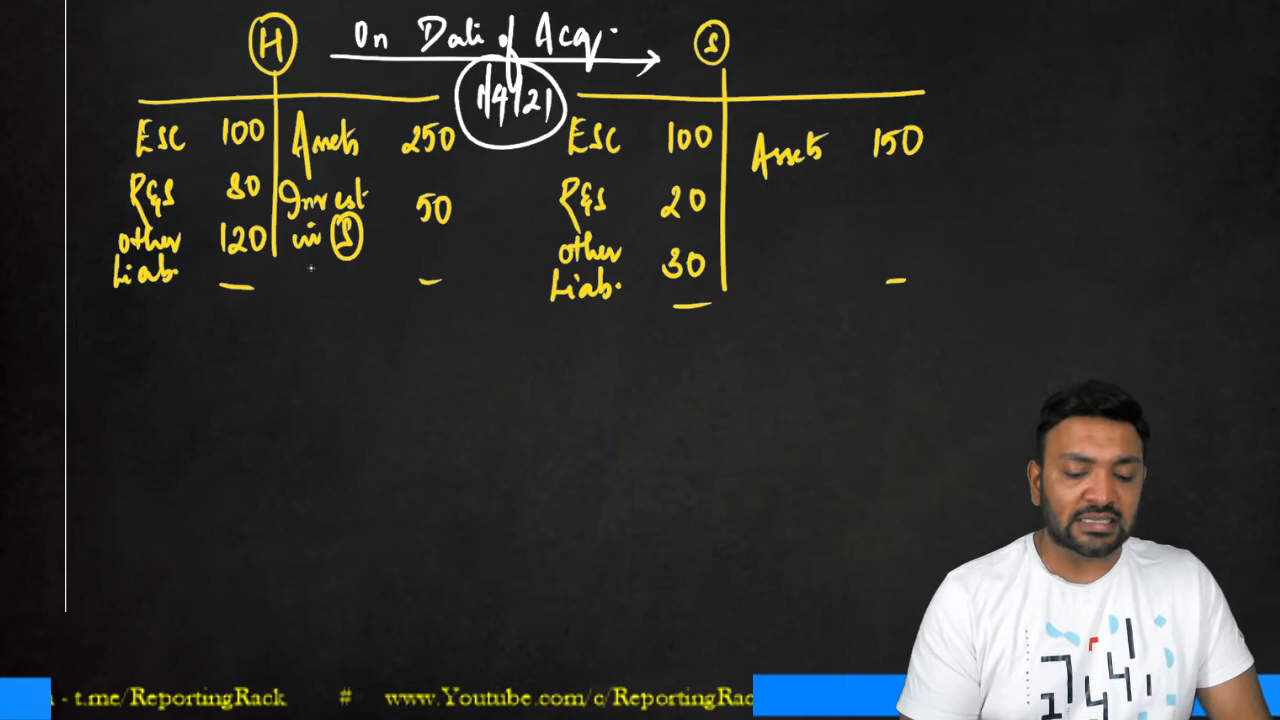 H On Date of Acq. S
1/4/21
ESC 100 Assets 250 ESC 100 Assets 150
R&S 80 Invest in S 50 R&S 20
Other Liab. 120 Other Liab. 30
- t.me/ReportingRack # www.Youtube.com/c/ReportingRac